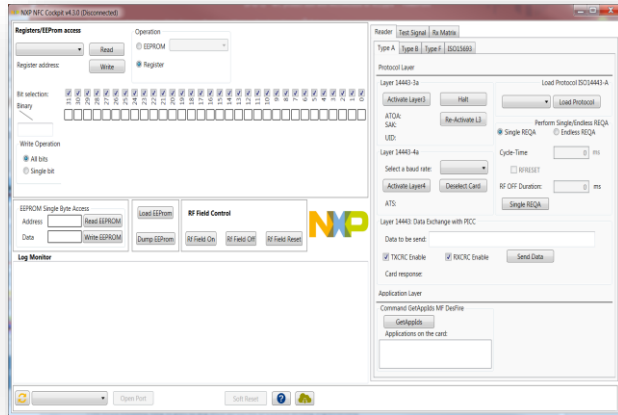 NXP NFC Cockpit v4.3.0 (Disconnected)
Registers/EEProm access
Read
Register address:
Write
Operation
EEPROM
Register
Bit selection:
31 30 29 28 27 26 25 24 23 22 21 20 19 18 17 16 15 14 13 12 11 10 9 8 7 6 5 4 3 2 1 0
Binary
Write Operation
All bits
Single bit
EEPROM Single Byte Access
Address
Read EEPROM
Data
Write EEPROM
Load EEProm
Dump EEProm
RF Field Control
Rf Field On
Rf Field Off
Rf Field Reset
NXP
Log Monitor
Open Port
Soft Reset
?
Reader
Test Signal
Rx Matrix
Type A
Type B
Type F
ISO15693
Protocol Layer
Layer 14443-3a
Activate Layer3
Halt
ATQA:
Re-Activate L3
SAK:
UID:
Load Protocol ISO14443-A
Load Protocol
Perform Single/Endless REQA
Single REQA
Endless REQA
Layer 14443-4a
Cycle-Time
0
ms
Select a baud rate:
RFRESET
Activate Layer4
Deselect Card
RF OFF Duration:
0
ms
ATS:
Single REQA
Layer 14443: Data Exchange with PICC
Data to be send:
TXCRC Enable
RXCRC Enable
Send Data
Card response:
Application Layer
Command GetAppIds MF DesFire
GetAppIds
Applications on the card: